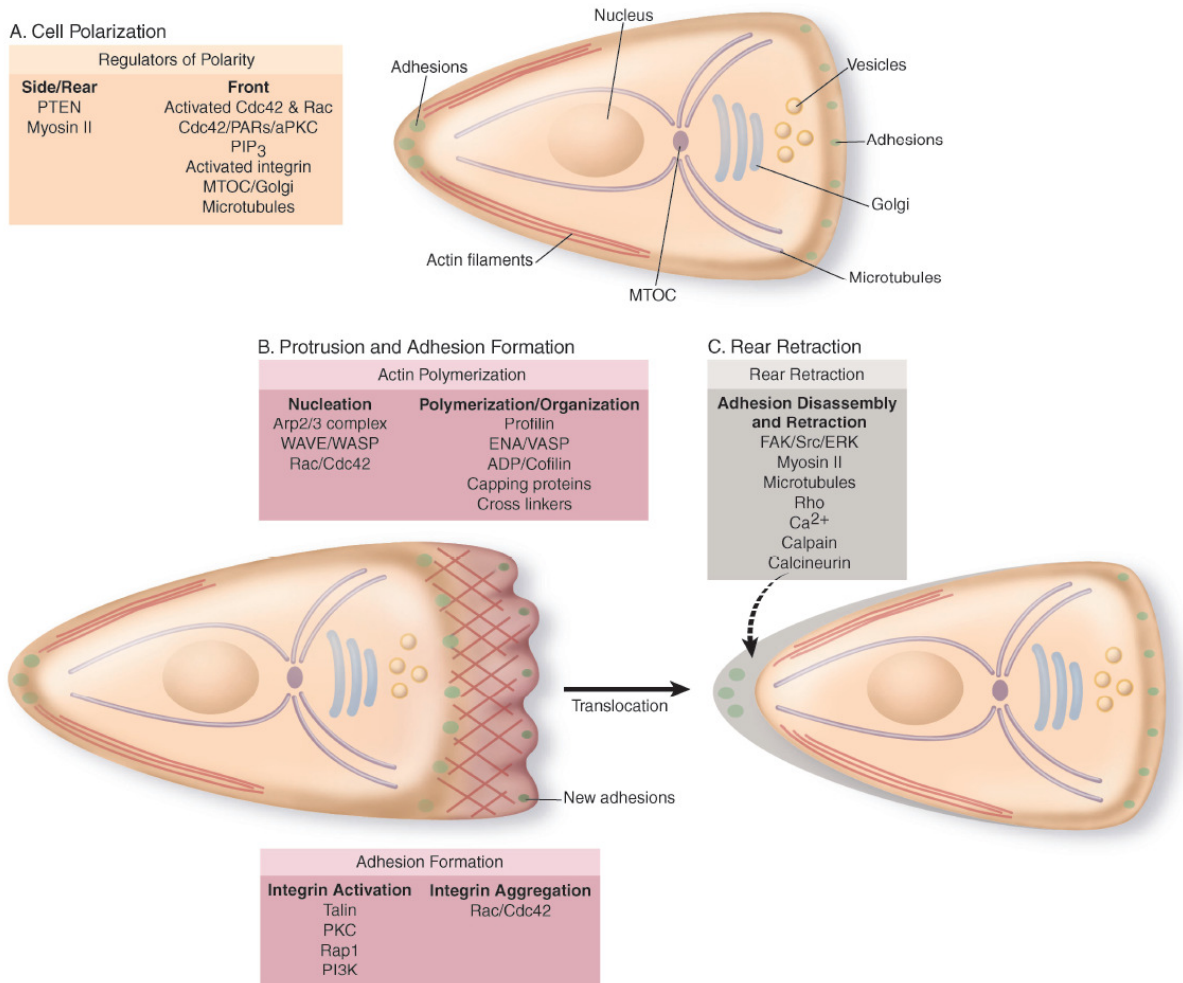 A. Cell Polarization
Regulators of Polarity
Side/Rear
PTEN
Myosin II
Front
Activated Cdc42 & Rac
Cdc42/PARs/aPKC
PIP3
Activated integrin
MTOC/Golgi
Microtubules
Nucleus
Adhesions
Vesicles
Adhesions
Golgi
Microtubules
MTOC
Actin filaments
B. Protrusion and Adhesion Formation
Actin Polymerization
Nucleation
Arp2/3 complex
WAVE/WASP
Rac/Cdc42
Polymerization/Organization
Profilin
ENA/VASP
ADP/Cofilin
Capping proteins
Cross linkers
C. Rear Retraction
Rear Retraction
Adhesion Disassembly
and Retraction
FAK/Src/ERK
Myosin II
Microtubules
Rho
Ca2+
Calpain
Calcineurin
Translocation
New adhesions
Adhesion Formation
Integrin Activation
Talin
PKC
Rap1
PI3K
Integrin Aggregation
Rac/Cdc42